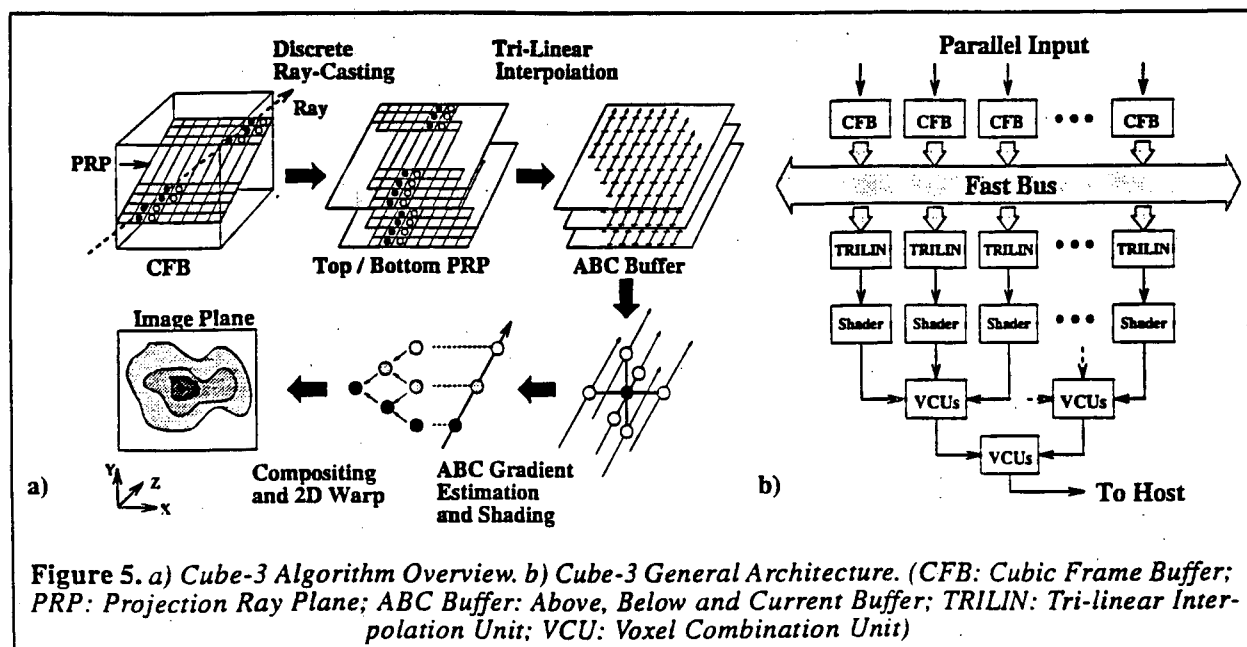 Discrete
Ray-Casting
Tri-Linear
Interpolation
Ray
PRP
CFB
Top / Bottom PRP
ABC Buffer
Image Plane
Compositing
and 2D Warp
ABC Gradient
Estimation
and Shading
Y
Z
X
a)
Parallel Input
CFB CFB CFB ••• CFB
Fast Bus
TRILIN TRILIN TRILIN ••• TRILIN
Shader Shader Shader ••• Shader
VCUs VCUs
VCUs
b)
To Host
Figure 5. a) Cube-3 Algorithm Overview. b) Cube-3 General Architecture. (CFB: Cubic Frame Buffer;
PRP: Projection Ray Plane; ABC Buffer: Above, Below and Current Buffer; TRILIN: Tri-linear Inter-
polation Unit; VCU: Voxel Combination Unit)